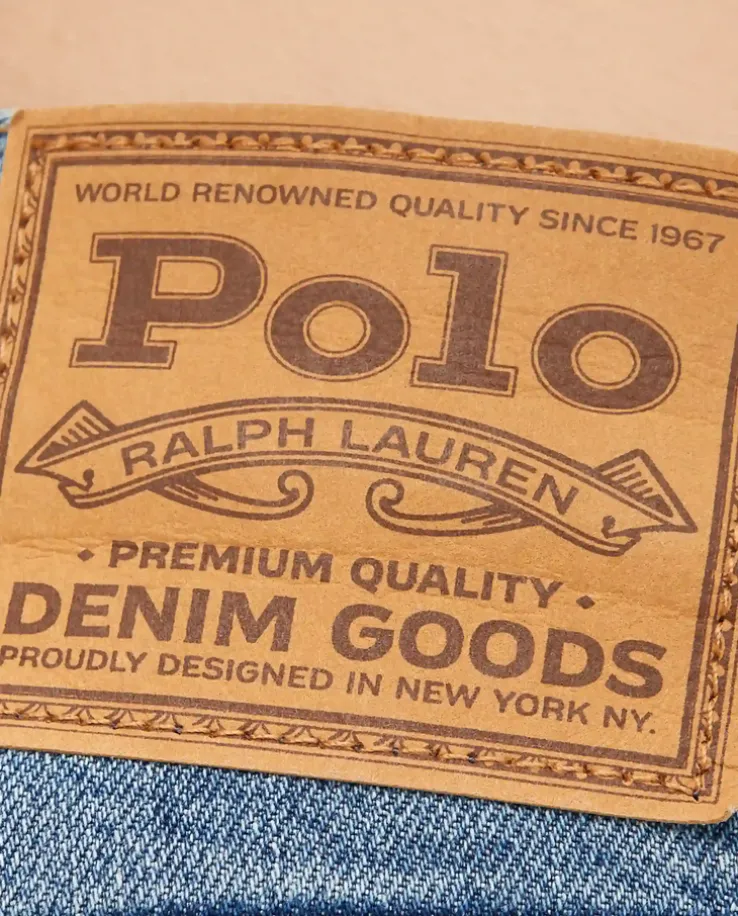 WORLD RENOWNED QUALITY SINCE 1967
Polo
RALPH LAUREN
• PREMIUM QUALITY •
DENIM GOODS
PROUDLY DESIGNED IN NEW YORK NY.